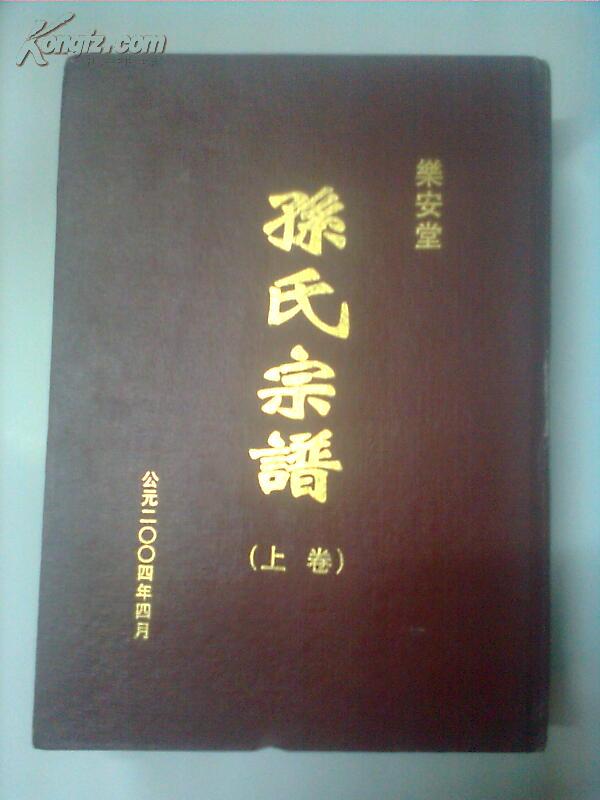 Kongfz.com
樂安堂
孫氏宗譜
（上卷）
公元二〇〇四年四月